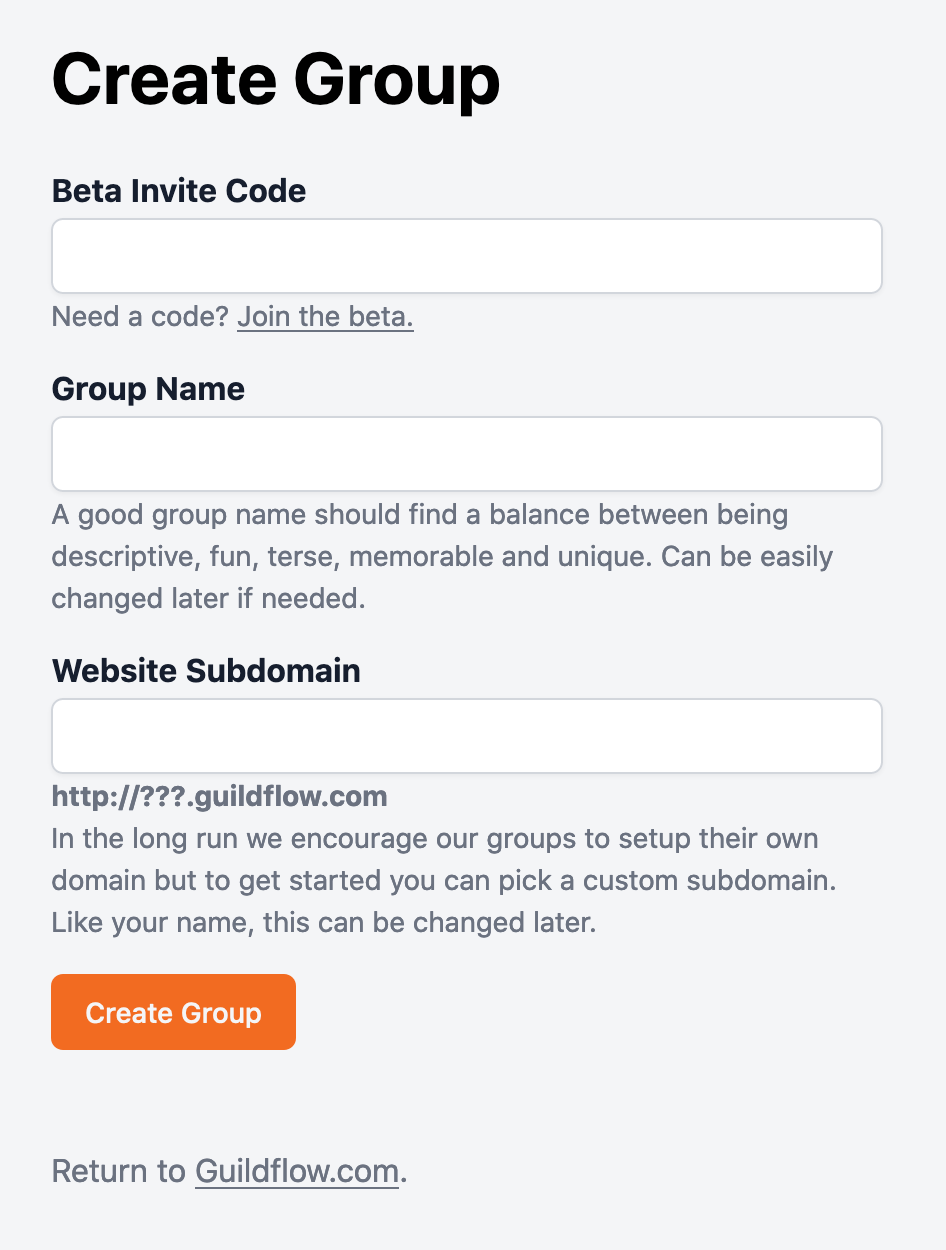 Create Group
Beta Invite Code
Need a code? Join the beta.
Group Name
A good group name should find a balance between being
descriptive, fun, terse, memorable and unique. Can be easily
changed later if needed.
Website Subdomain
http://???.guildflow.com
In the long run we encourage our groups to setup their own
domain but to get started you can pick a custom subdomain.
Like your name, this can be changed later.
Create Group
Return to Guildflow.com.